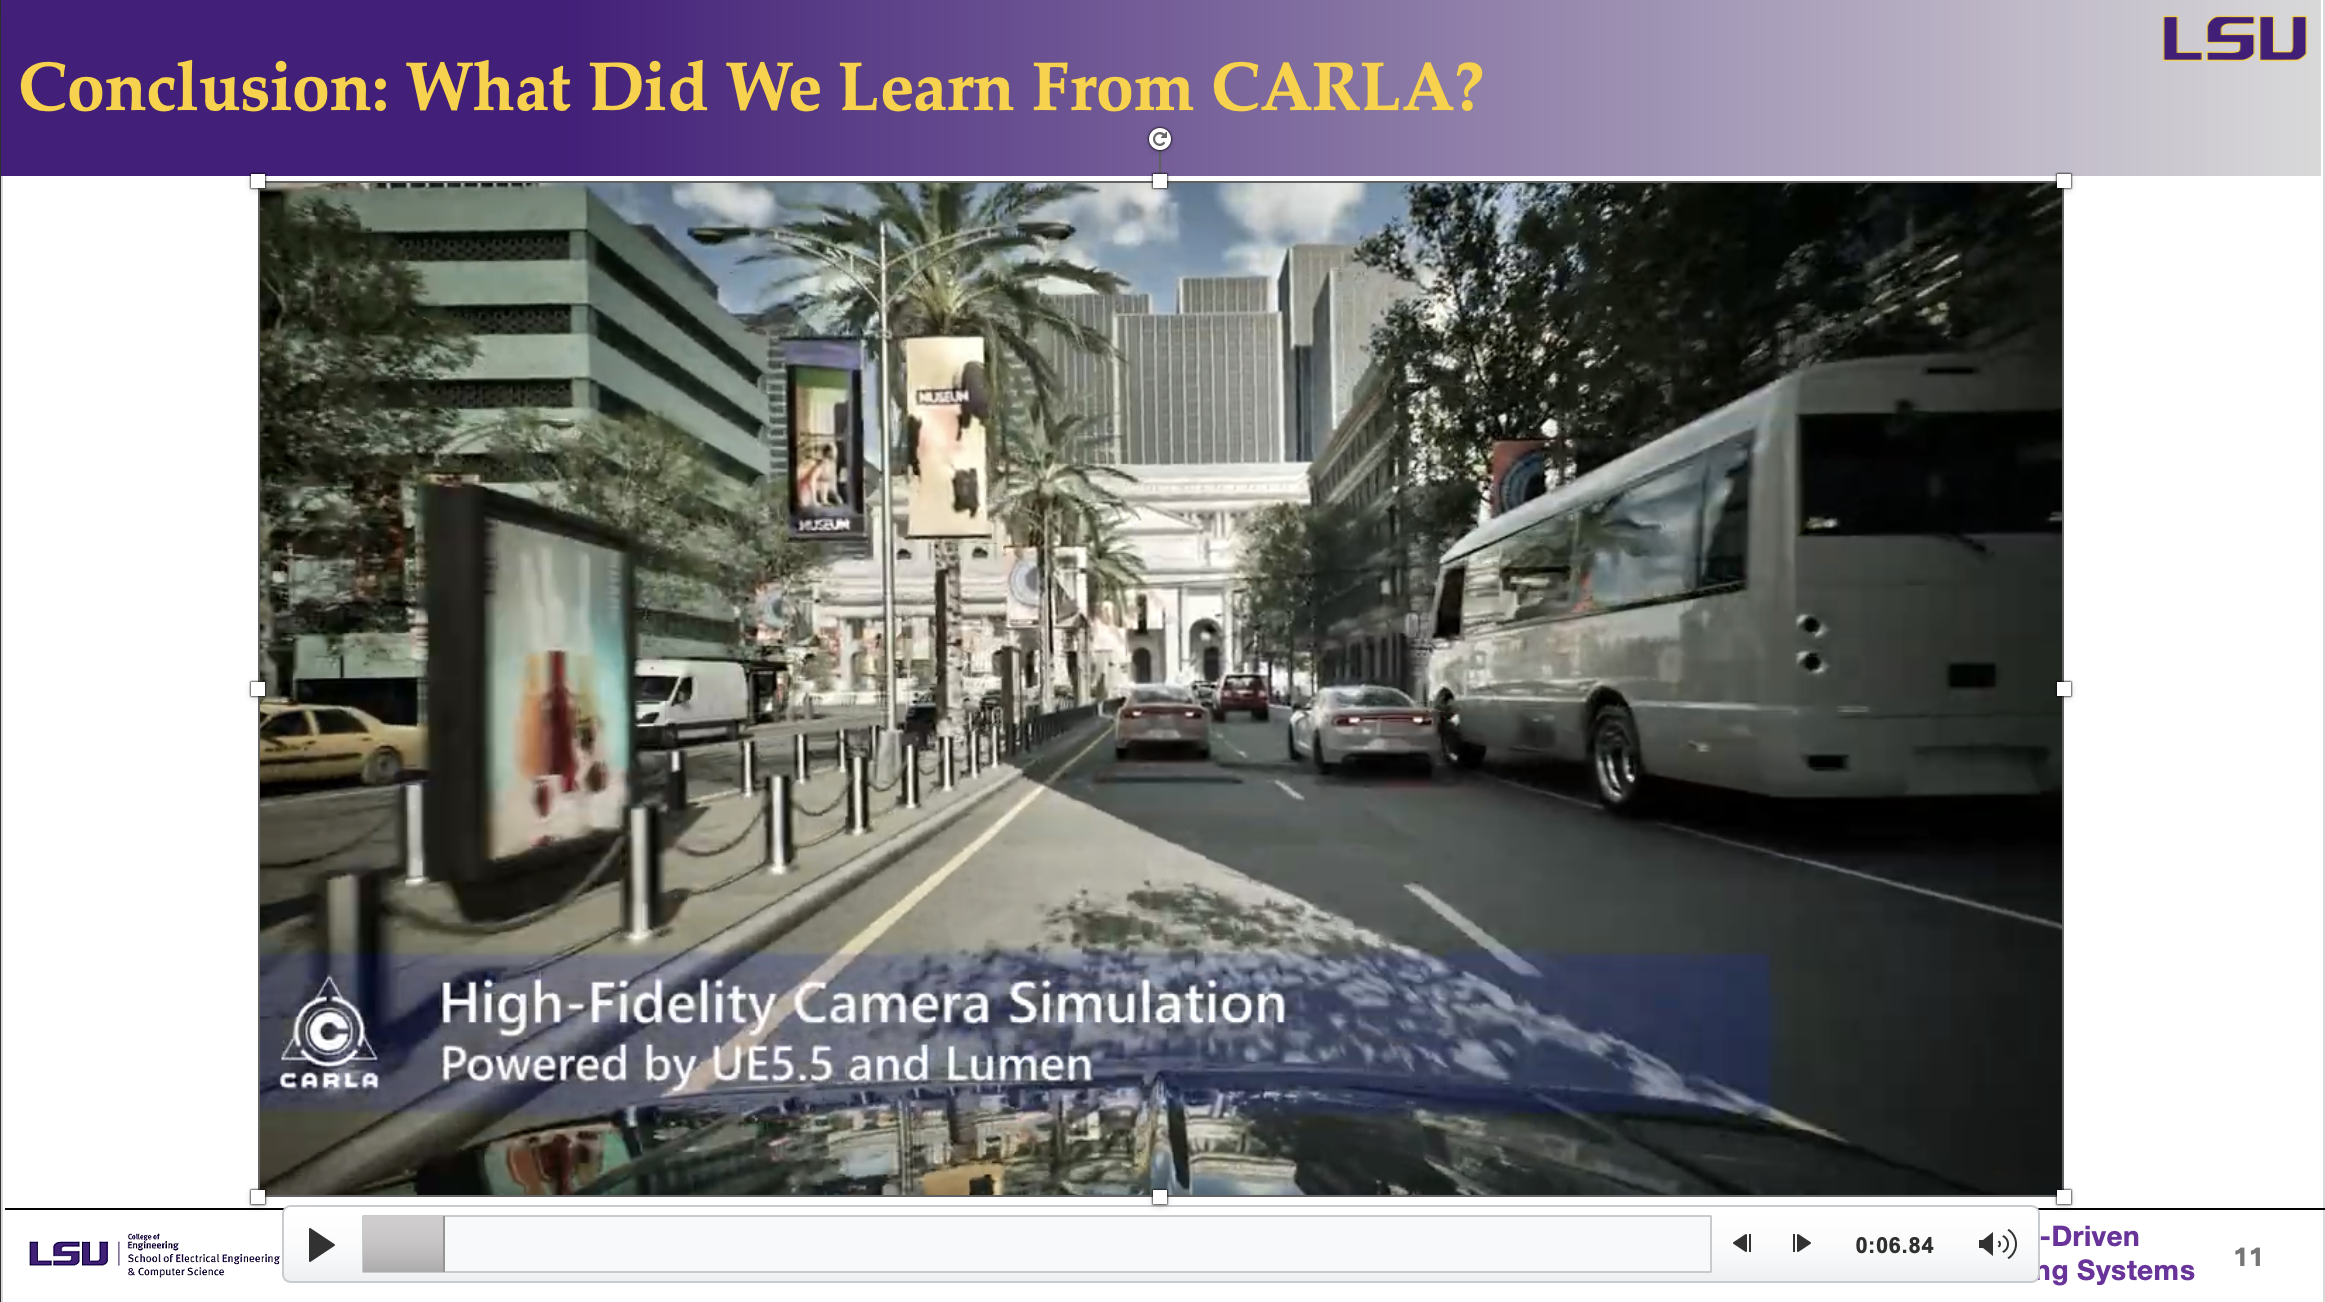 LSU
Conclusion: What Did We Learn From CARLA?
MUSEUM
MUSEUM
High-Fidelity Camera Simulation
Powered by UE5.5 and Lumen
CARLA
LSU
College of
Engineering
School of Electrical Engineering
& Computer Science
0:06.84
-Driven
ng Systems
11